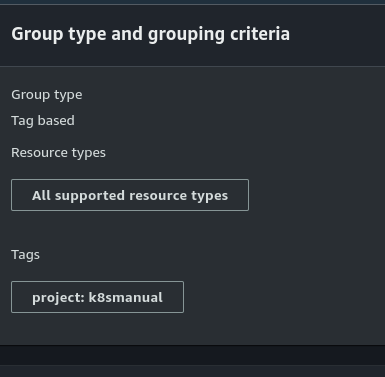 Group type and grouping criteria
Group type
Tag based
Resource types
All supported resource types
Tags
project: k8smanual